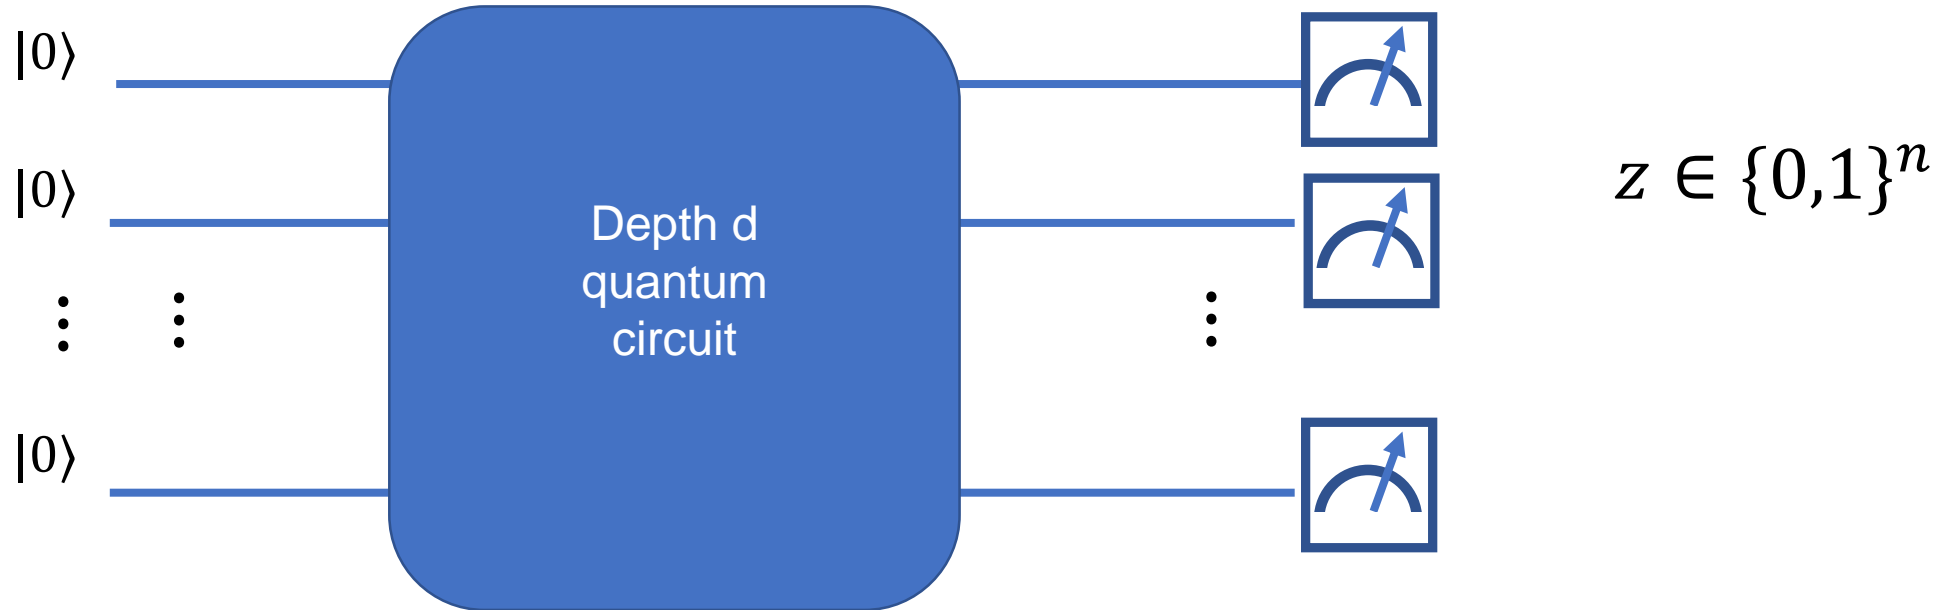 |0⟩
|0⟩
Depth d
quantum
circuit
|0⟩
z ∈ {0,1}ⁿ